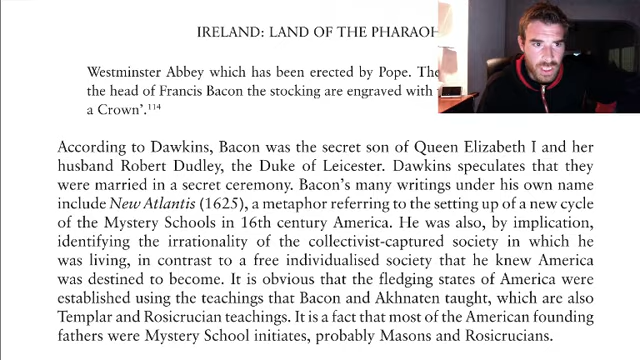 IRELAND: LAND OF THE
Westminster Abbey which has been erected by Pope.
the head of Francis Bacon the stocking are engraved with
a Crown'.¹¹⁴
According to Dawkins, Bacon was the secret son of Queen Elizabeth I and her
husband Robert Dudley, the Duke of Leicester. Dawkins speculates that they
were married in a secret ceremony. Bacon's many writings under his own name
include New Atlantis (1625), a metaphor referring to the setting up of a new cycle
of the Mystery Schools in 16th century America. He was also, by implication,
identifying the irrationality of the collectivist-captured society in which he
was living, in contrast to a free individualised society that he knew America
was destined to become. It is obvious that the fledging states of America were
established using the teachings that Bacon and Akhnaten taught, which are also
Templar and Rosicrucian teachings. It is a fact that most of the American founding
fathers were Mystery School initiates, probably Masons and Rosicrucians.